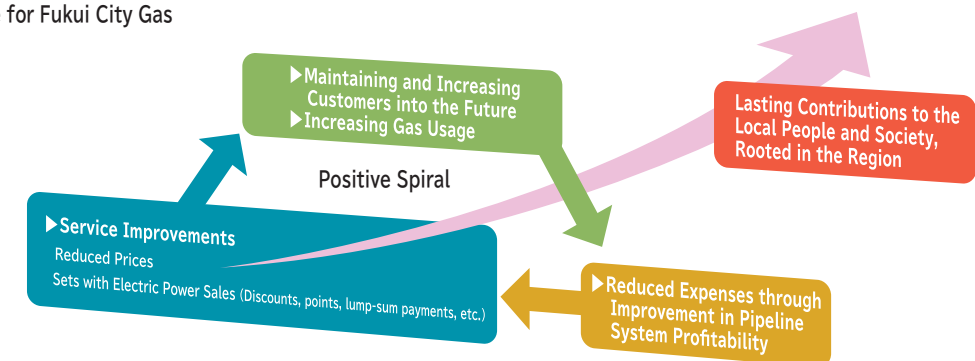 for Fukui City Gas
▶Maintaining and Increasing
Customers into the Future
▶Increasing Gas Usage
Lasting Contributions to the
Local People and Society,
Rooted in the Region
Positive Spiral
▶Service Improvements
Reduced Prices
Sets with Electric Power Sales (Discounts, points, lump-sum payments, etc.)
▶Reduced Expenses through
Improvement in Pipeline
System Profitability